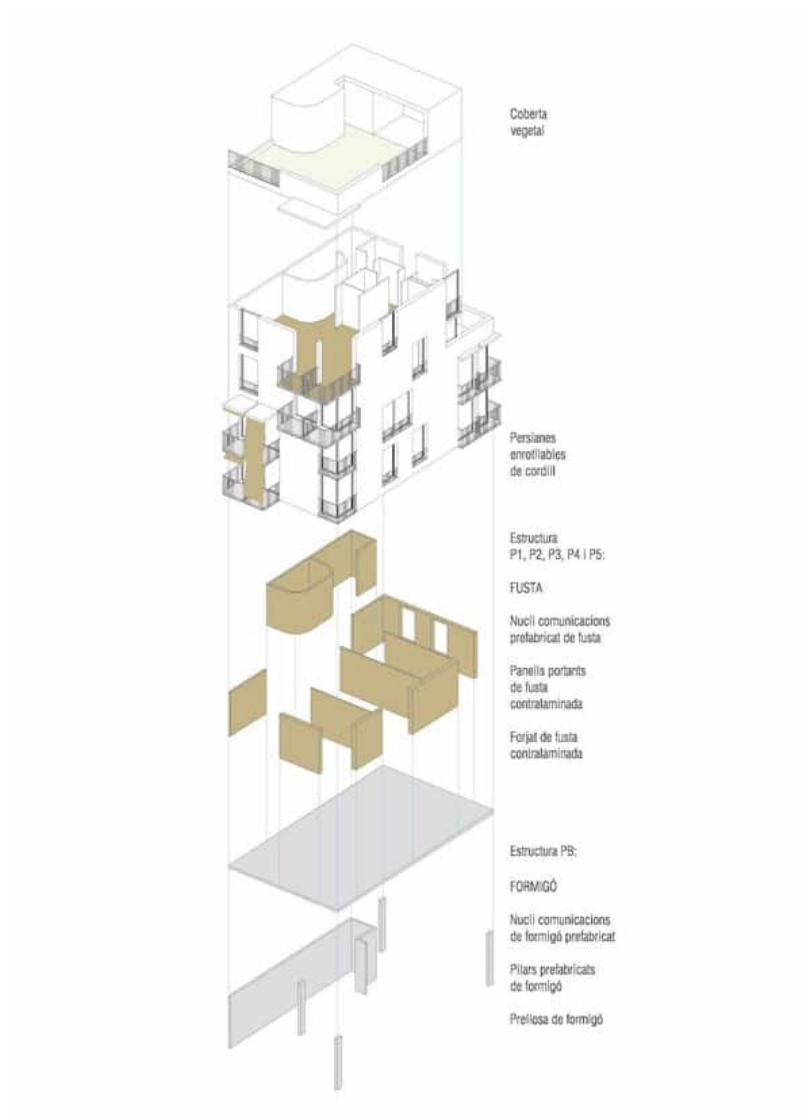 Coberta
vegetal
Persianes
enrotllables
de cordill
Estructura
P1, P2, P3, P4 i P5:
FUSTA
Nucli comunicacions
prefabricat de fusta
Panells portants
de fusta
contralaminada
Forjat de fusta
contralaminada
Estructura PB:
FORMIGÓ
Nucli comunicacions
de formigó prefabricat
Pilars prefabricats
de formigó
Prellosa de formigó